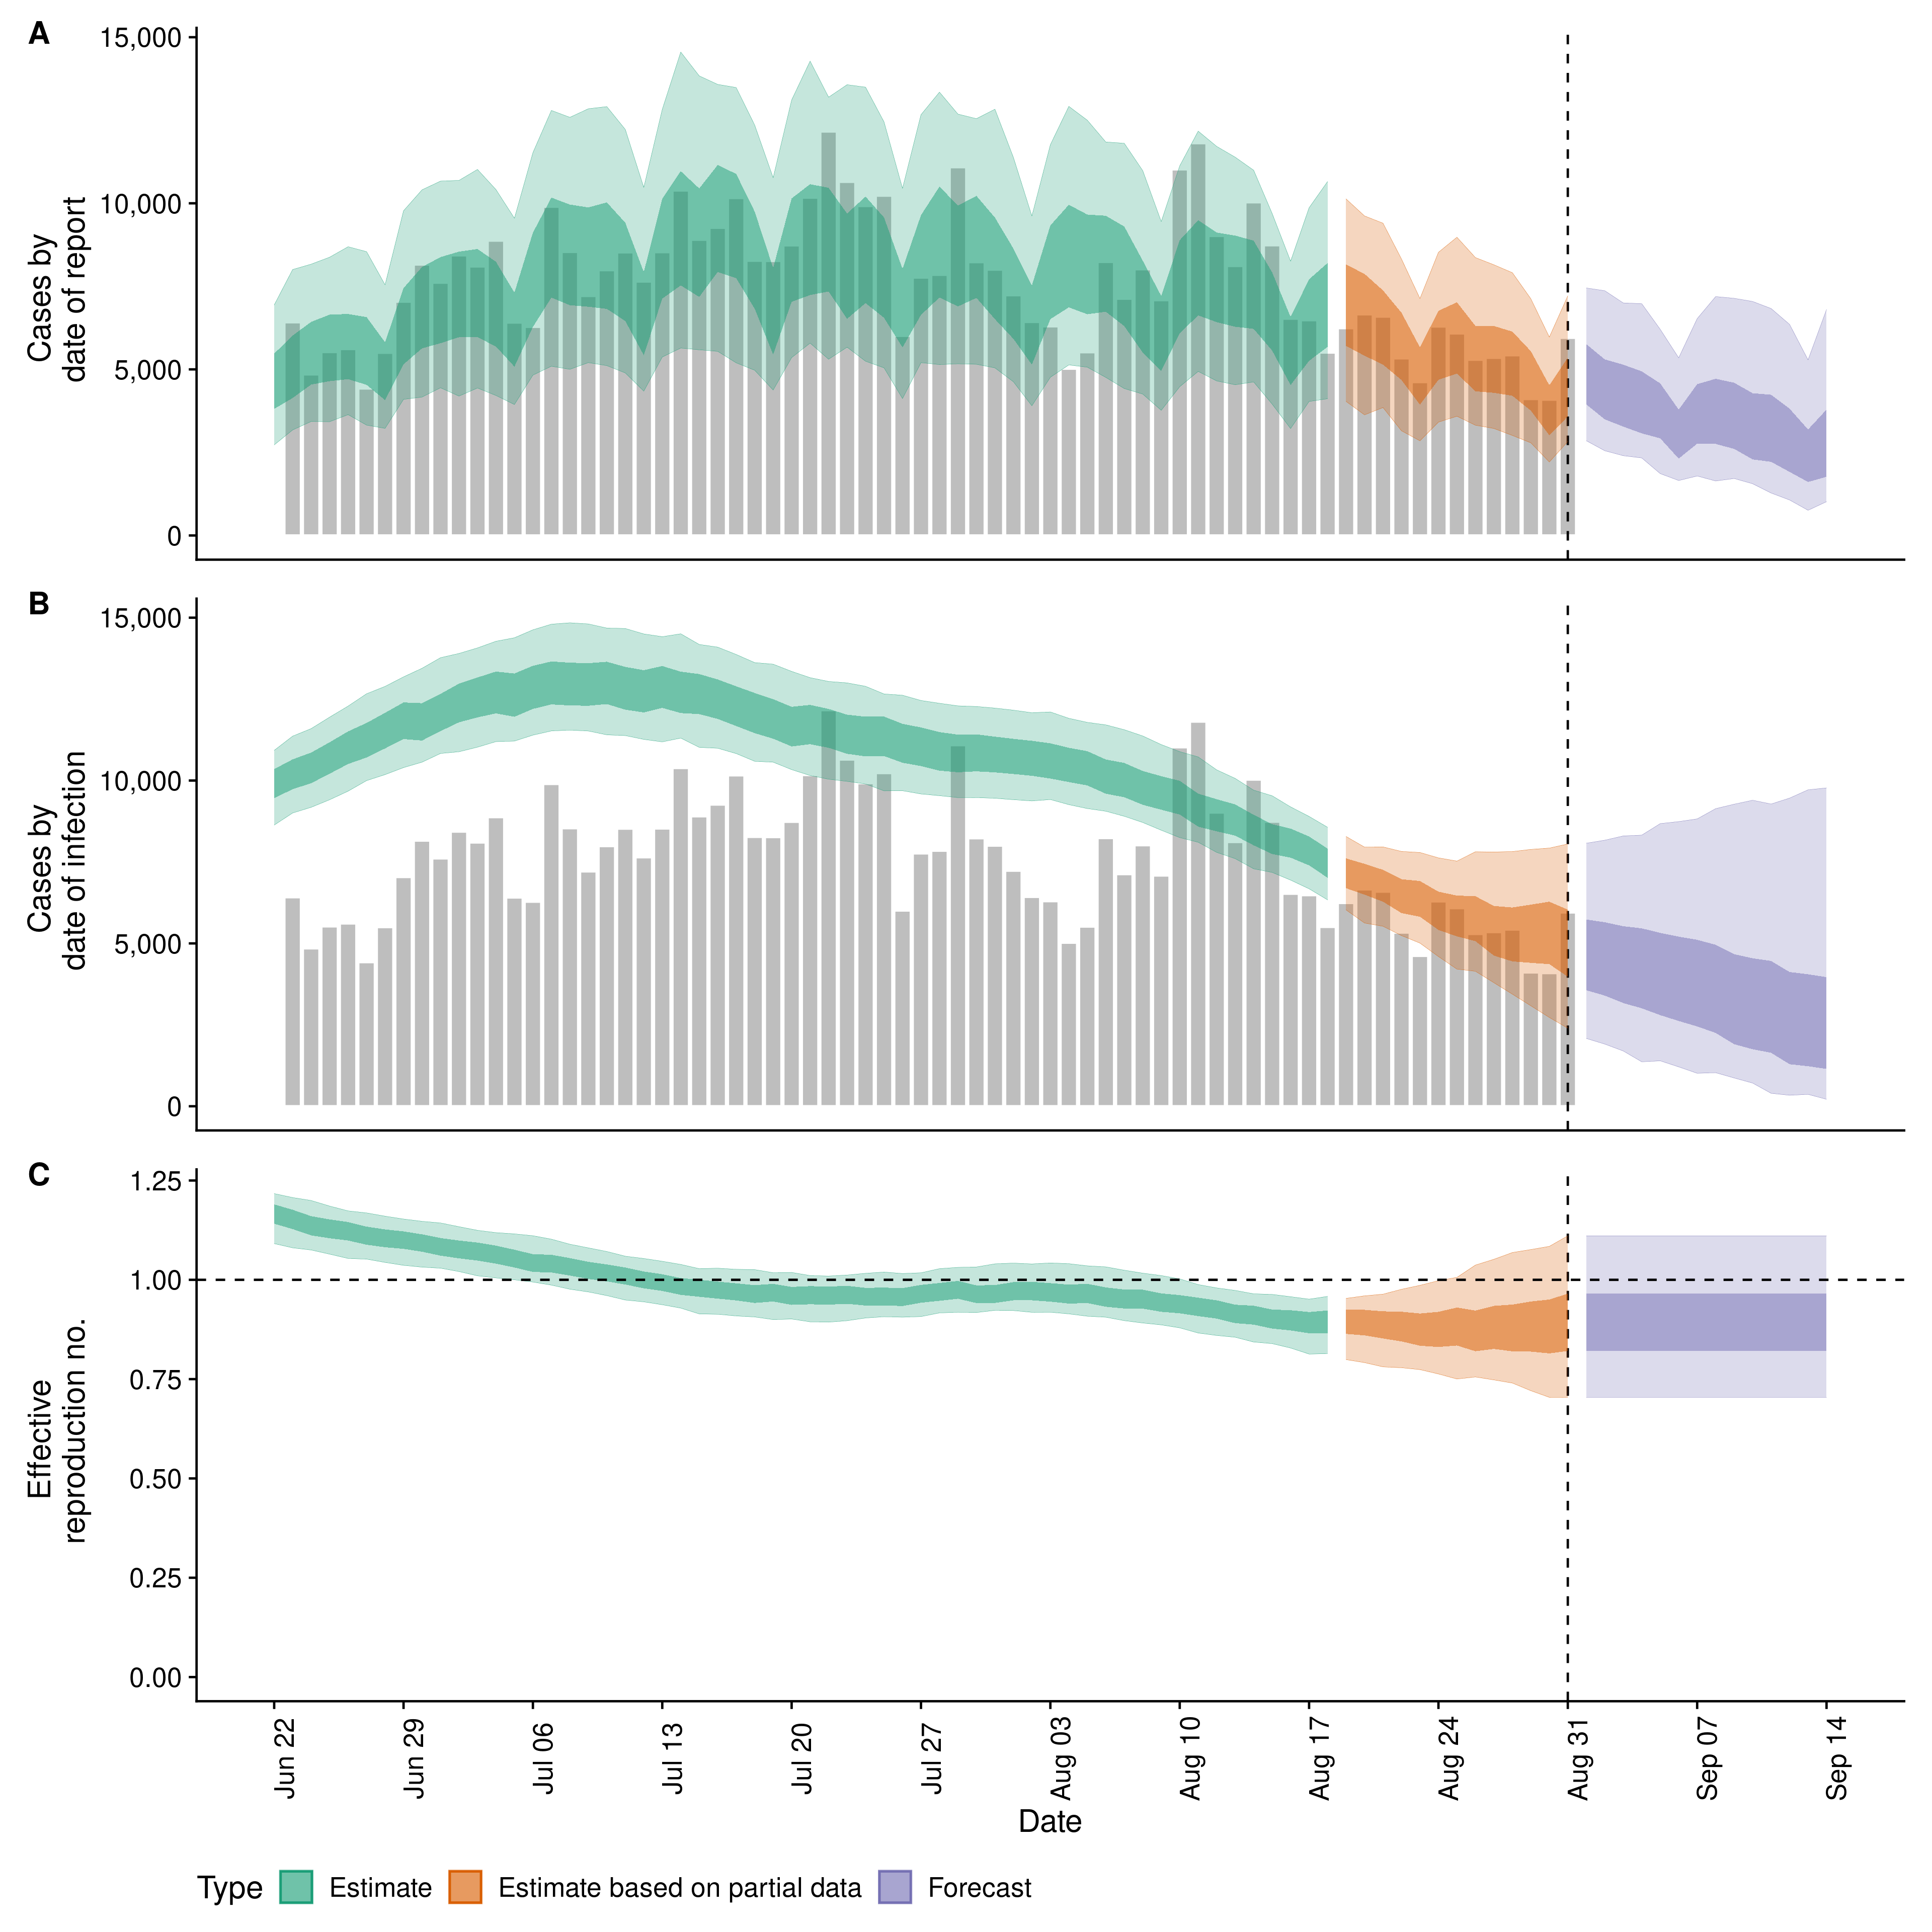 A
15,000
10,000
5,000
0
Cases by
date of report
B
15,000
10,000
5,000
0
Cases by
date of infection
C
1.25
1.00
0.75
0.50
0.25
0.00
Effective
reproduction no.
Jun 22
Jun 29
Jul 06
Jul 13
Jul 20
Jul 27
Aug 03
Aug 10
Aug 17
Aug 24
Aug 31
Sep 07
Sep 14
Date
Type Estimate Estimate based on partial data Forecast